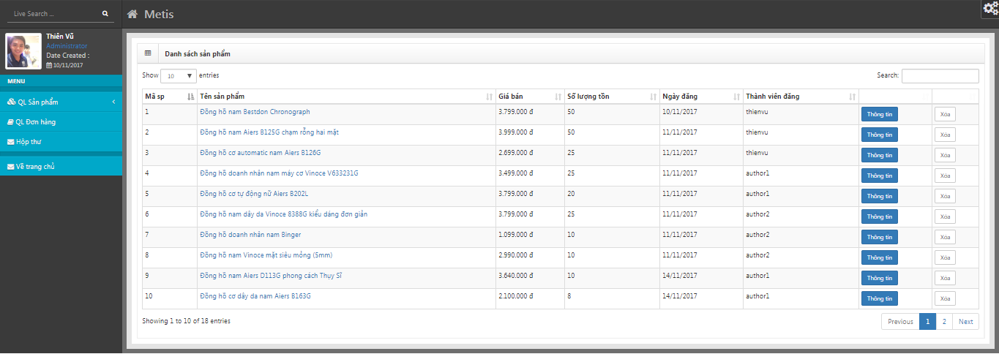 Live Search ...
Metis
Thiên Vũ
Administrator
Date Created :
10/11/2017
MENU
QL Sản phẩm
QL Đơn hàng
Hộp thư
Về trang chủ
Danh sách sản phẩm
Show 10 entries Search:
Mã sp Tên sản phẩm Giá bán Số lượng tồn Ngày đăng Thành viên đăng
1 Đồng hồ nam Bestdon Chronograph 3.799.000 đ 50 10/11/2017 thienvu Thông tin Xóa
2 Đồng hồ nam Aiers B125G chạm rỗng hai mặt 3.999.000 đ 50 11/11/2017 thienvu Thông tin Xóa
3 Đồng hồ cơ automatic nam Aiers B126G 2.699.000 đ 25 11/11/2017 thienvu Thông tin Xóa
4 Đồng hồ doanh nhân nam máy cơ Vinoce V633231G 3.499.000 đ 25 11/11/2017 author1 Thông tin Xóa
5 Đồng hồ cơ tự động nữ Aiers B202L 3.799.000 đ 20 11/11/2017 author1 Thông tin Xóa
6 Đồng hồ nam dây da Vinoce 8388G kiểu dáng đơn giản 3.799.000 đ 25 11/11/2017 author2 Thông tin Xóa
7 Đồng hồ doanh nhân nam Binger 1.099.000 đ 10 11/11/2017 author2 Thông tin Xóa
8 Đồng hồ nam Vinoce mặt siêu mỏng (5mm) 2.990.000 đ 10 11/11/2017 author2 Thông tin Xóa
9 Đồng hồ nam Aiers D113G phong cách Thụy Sĩ 3.640.000 đ 10 14/11/2017 author1 Thông tin Xóa
10 Đồng hồ cơ dây da nam Aiers B163G 2.100.000 đ 8 14/11/2017 author1 Thông tin Xóa
Showing 1 to 10 of 18 entries Previous 1 2 Next